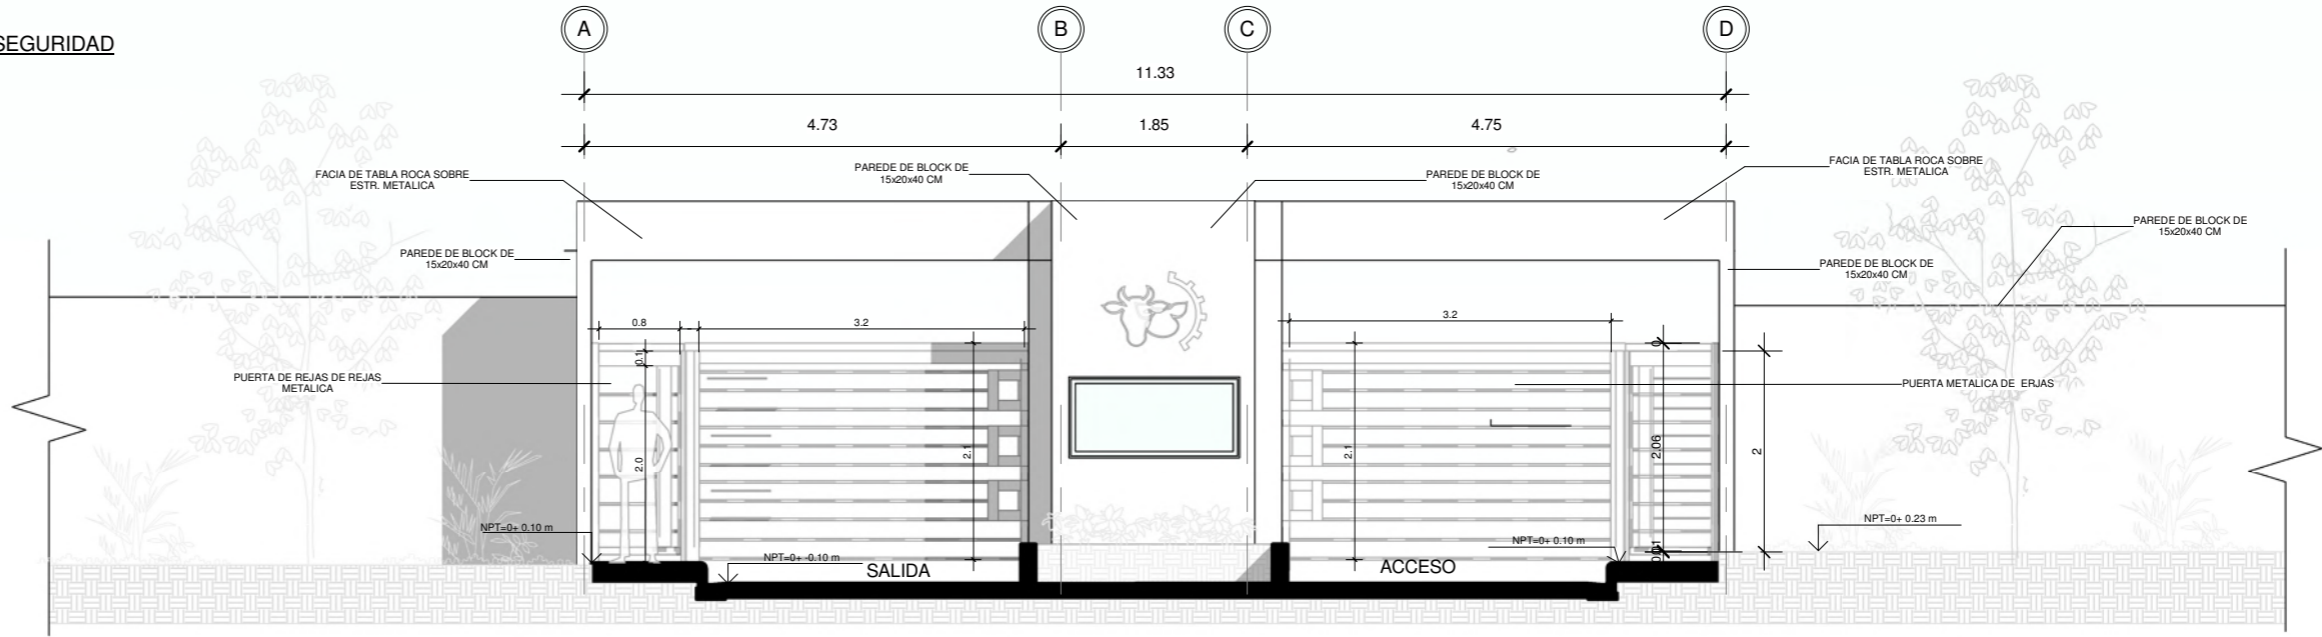 SEGURIDAD
A
B
C
D
11.33
4.73
1.85
4.75
FACIA DE TABLA ROCA SOBRE
ESTR. METALICA
PAREDE DE BLOCK DE
15x20x40 CM
PAREDE DE BLOCK DE
15x20x40 CM
FACIA DE TABLA ROCA SOBRE
ESTR. METALICA
PAREDE DE BLOCK DE
15x20x40 CM
PAREDE DE BLOCK DE
15x20x40 CM
PAREDE DE BLOCK DE
15x20x40 CM
0.8
3.2
3.2
0.1
0
PUERTA DE REJAS DE REJAS
METALICA
PUERTA METALICA DE ERJAS
2.0
2.1
2.1
2.06
2
NPT=0+ 0.10 m
NPT=0+ -0.10 m
SALIDA
ACCESO
NPT=0+ 0.10 m
NPT=0+ 0.23 m